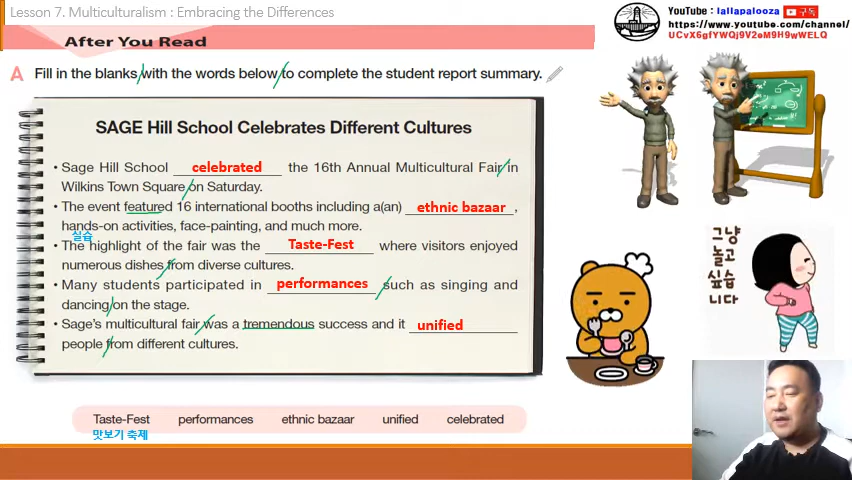 Lesson 7. Multiculturalism : Embracing the Differences
YouTube : lallapalooza 구독
https://www.youtube.com/channel/
UCvX6gfYWQj9V2eM9H9wWELQ
After You Read
A Fill in the blanks with the words below to complete the student report summary.
SAGE Hill School Celebrates Different Cultures
• Sage Hill School celebrated the 16th Annual Multicultural Fair in
Wilkins Town Square on Saturday.
• The event featured 16 international booths including a(an) ethnic bazaar,
hands-on activities, face-painting, and much more.
실습
• The highlight of the fair was the Taste-Fest where visitors enjoyed
numerous dishes from diverse cultures.
• Many students participated in performances such as singing and
dancing on the stage.
• Sage's multicultural fair was a tremendous success and it unified
people from different cultures.
그냥
놀고
싶습
니다
Taste-Fest performances ethnic bazaar unified celebrated
맛보기 축제